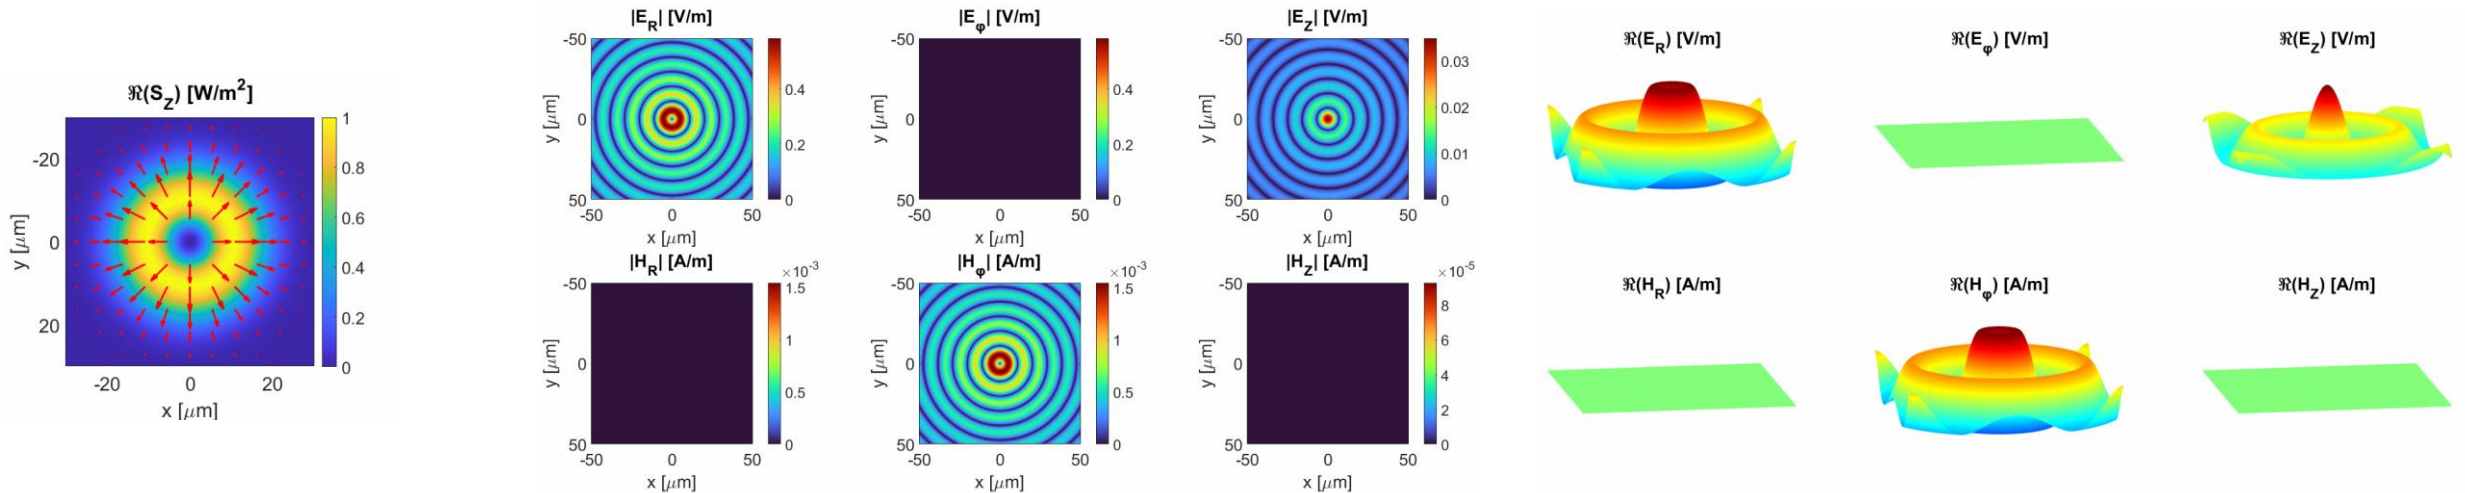 ℜ(S_Z) [W/m^2]
1
0.8
0.6
0.4
0.2
0
-20
0
20
y [μm]
-20 0 20
x [μm]
|E_R| [V/m]
-50
0
50
y [μm]
-50 0 50
x [μm]
0.4
0.2
0
|E_φ| [V/m]
-50
0
50
y [μm]
-50 0 50
x [μm]
0.4
0.2
0
|E_Z| [V/m]
-50
0
50
y [μm]
-50 0 50
x [μm]
0.03
0.02
0.01
0
|H_R| [A/m]
-50
0
50
y [μm]
-50 0 50
x [μm]
×10^-3
1.5
1
0.5
0
|H_φ| [A/m]
-50
0
50
y [μm]
-50 0 50
x [μm]
×10^-3
1.5
1
0.5
0
|H_Z| [A/m]
-50
0
50
y [μm]
-50 0 50
x [μm]
×10^-5
8
6
4
2
0
ℜ(E_R) [V/m]
ℜ(E_φ) [V/m]
ℜ(E_Z) [V/m]
ℜ(H_R) [A/m]
ℜ(H_φ) [A/m]
ℜ(H_Z) [A/m]